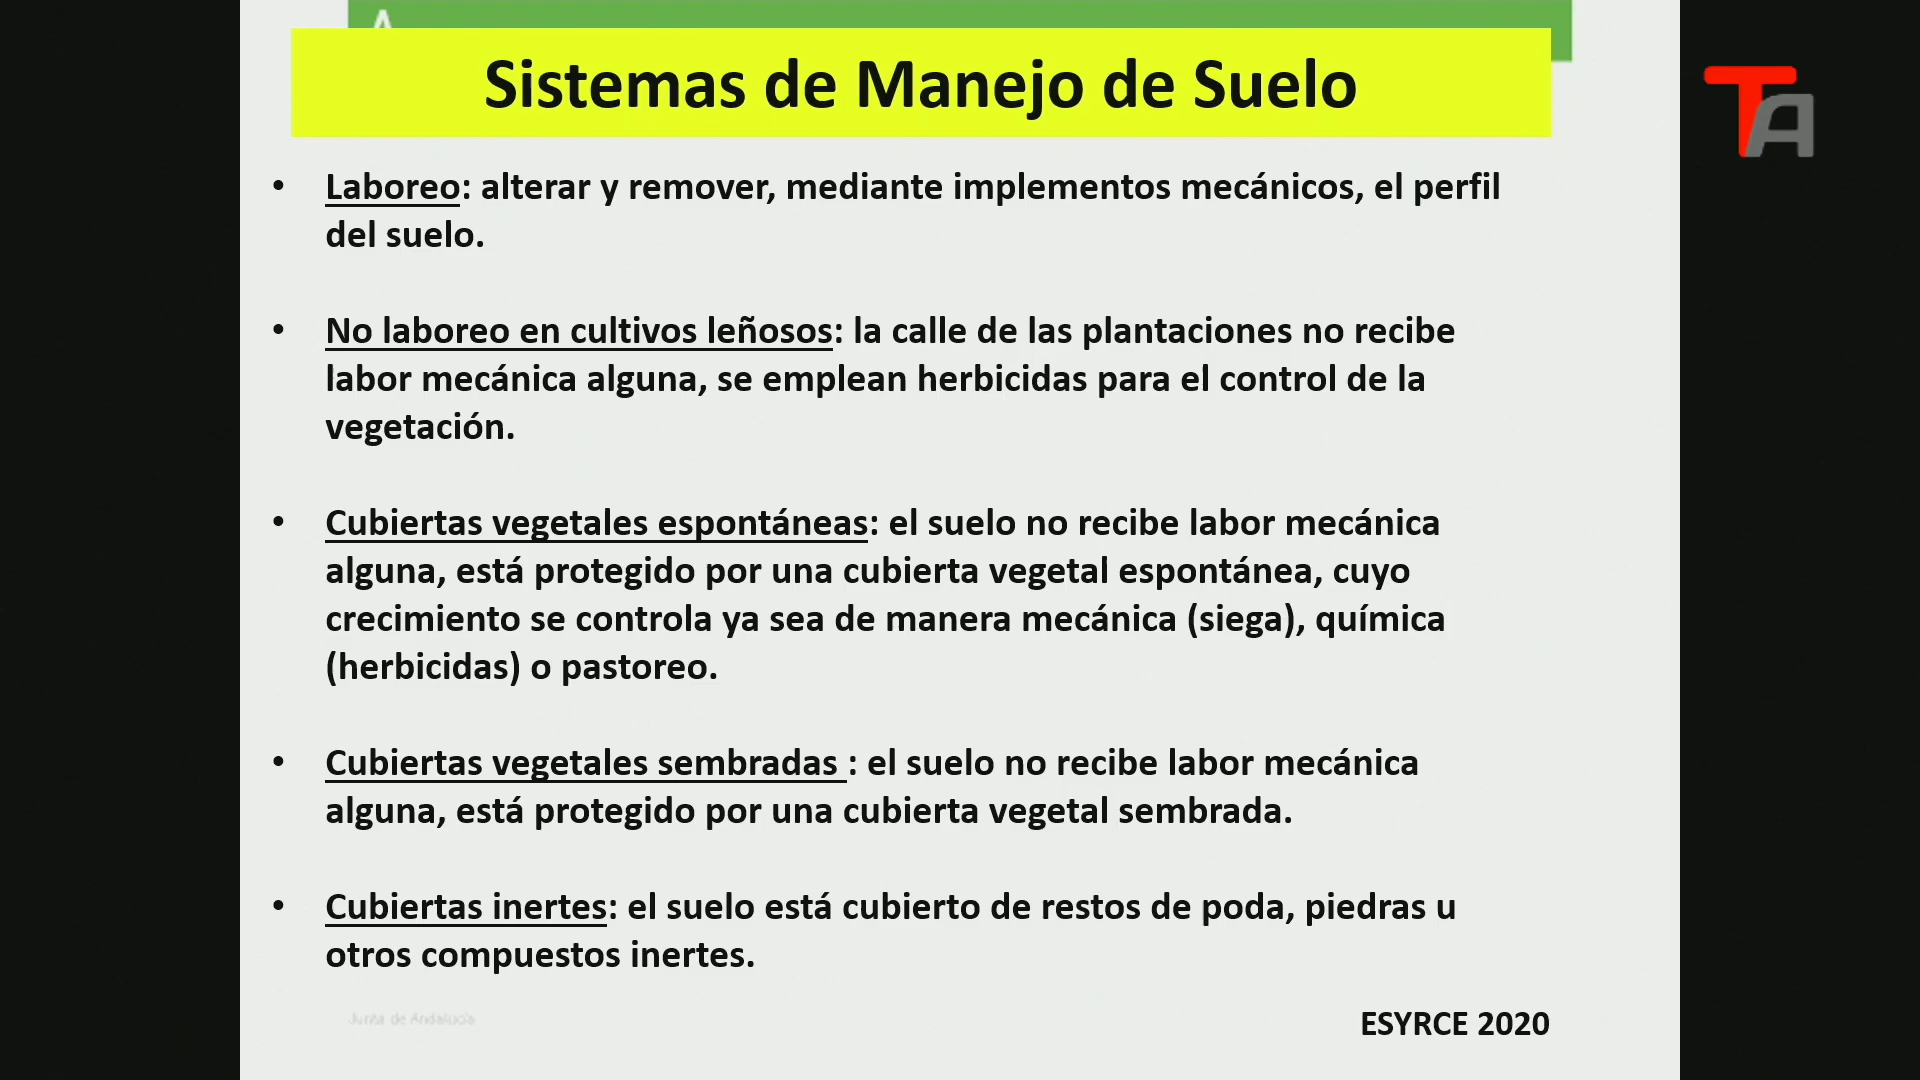 Sistemas de Manejo de Suelo
TA
• Laboreo: alterar y remover, mediante implementos mecánicos, el perfil
del suelo.
• No laboreo en cultivos leñosos: la calle de las plantaciones no recibe
labor mecánica alguna, se emplean herbicidas para el control de la
vegetación.
• Cubiertas vegetales espontáneas: el suelo no recibe labor mecánica
alguna, está protegido por una cubierta vegetal espontánea, cuyo
crecimiento se controla ya sea de manera mecánica (siega), química
(herbicidas) o pastoreo.
• Cubiertas vegetales sembradas : el suelo no recibe labor mecánica
alguna, está protegido por una cubierta vegetal sembrada.
• Cubiertas inertes: el suelo está cubierto de restos de poda, piedras u
otros compuestos inertes.
Junta de Andalucía
ESYRCE 2020